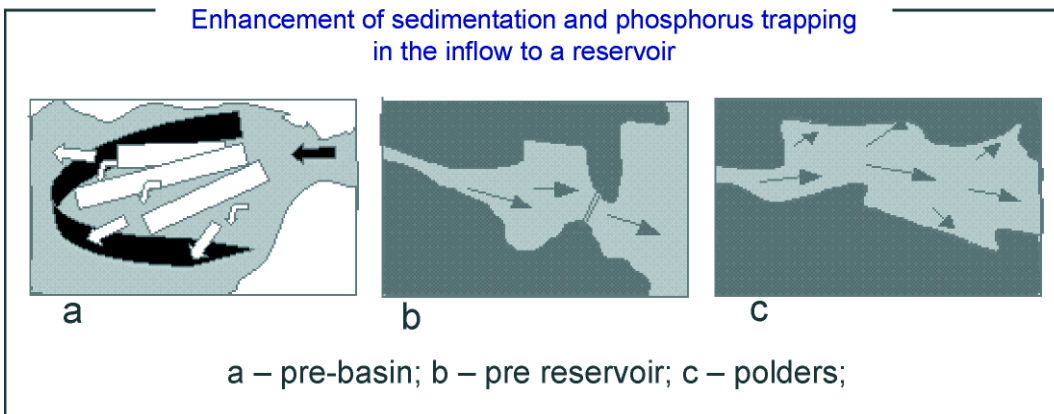 Enhancement of sedimentation and phosphorus trapping
in the inflow to a reservoir
a
b
c
a – pre-basin; b – pre reservoir; c – polders;